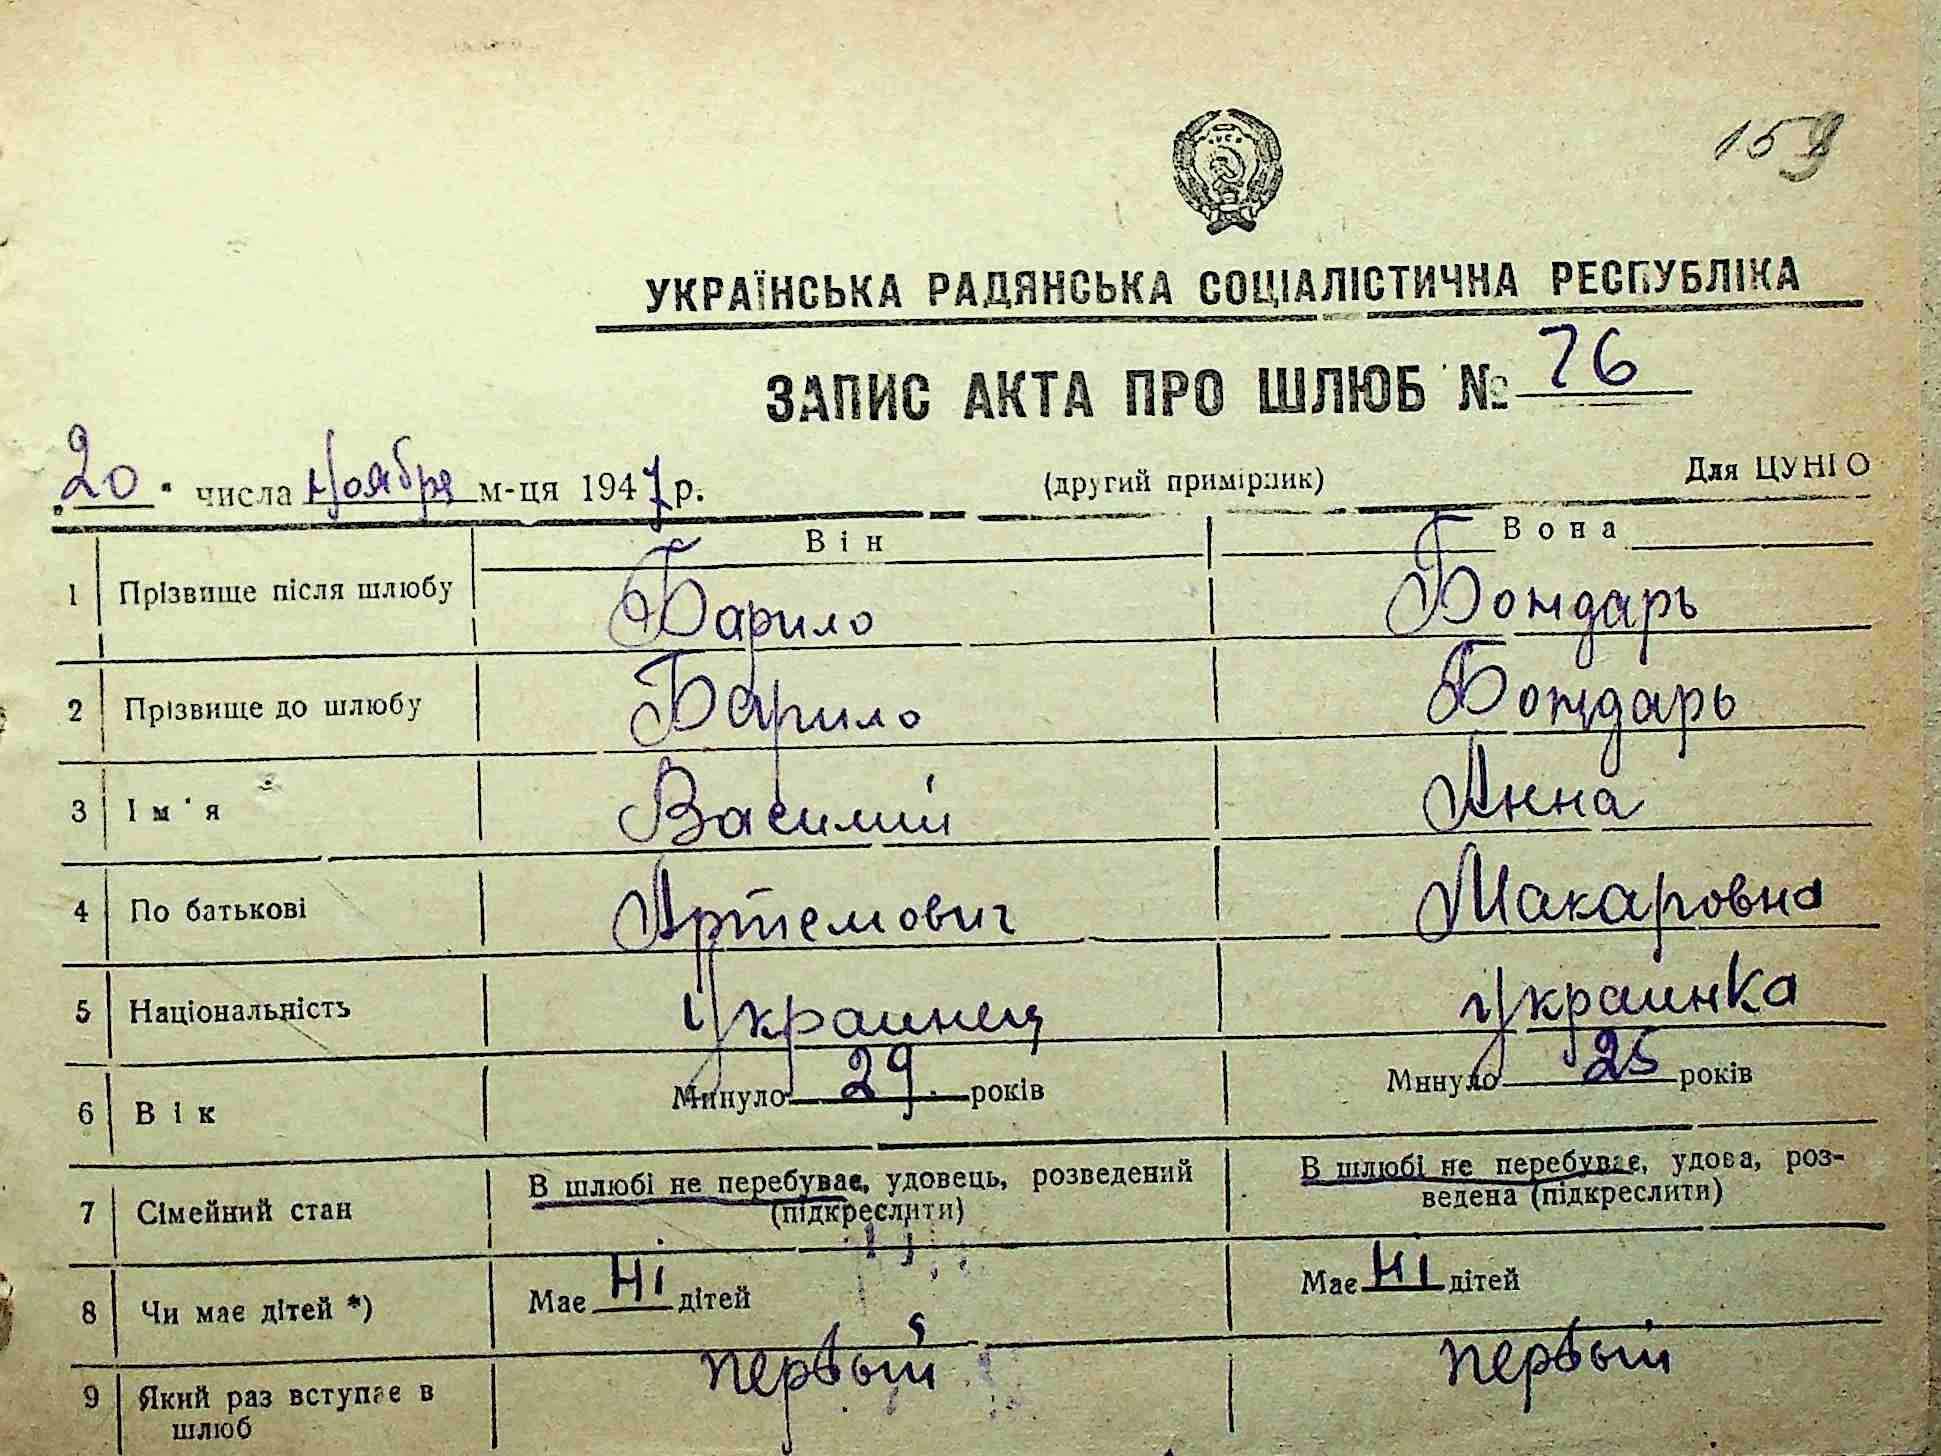 159
УКРАЇНСЬКА РАДЯНСЬКА СОЦІАЛІСТИЧНА РЕСПУБЛІКА
ЗАПИС АКТА ПРО ШЛЮБ № 76
„20" числа Ноября м-ця 1947 р. (другий примірник) Для ЦУНГО
Він Вона
1 Прізвище після шлюбу Барило Бондарь
2 Прізвище до шлюбу Барило Бондарь
3 Ім'я Василий Анна
4 По батькові Артемович Макаровна
5 Національність Украинец Украинка
6 Вік Минуло 29 років Минуло 25 років
7 Сімейний стан В шлюбі не перебуває, удовець, розведений (підкреслити) В шлюбі не перебуває, удова, роз-
ведена (підкреслити)
8 Чи має дітей *) Має Ні дітей Має Ні дітей
9 Який раз вступає в шлюб первый первый